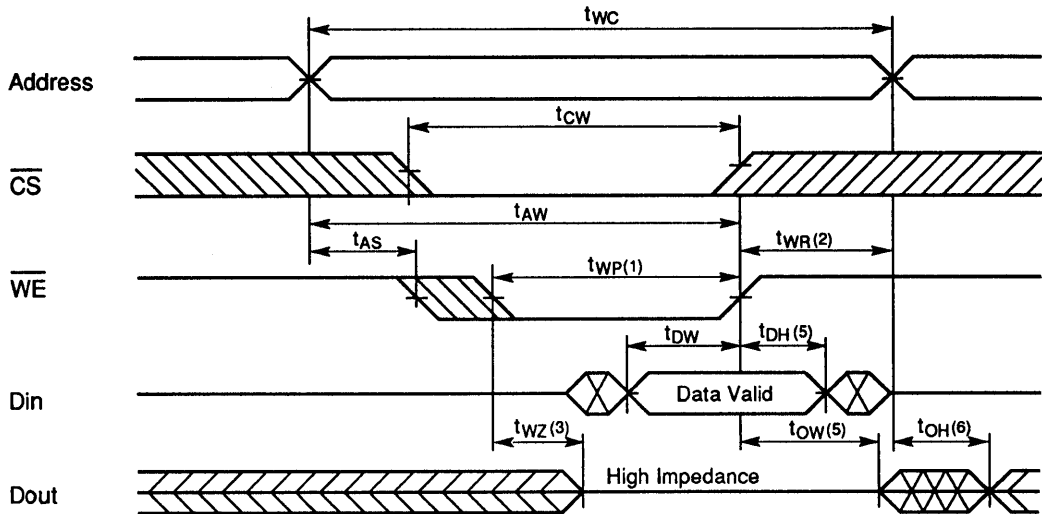 tWC
Address
tCW
CS
tAW
tAS
tWR(2)
WE
tWP(1)
tDW
tDH(5)
Din
Data Valid
tWZ(3)
tOW(5)
tOH(6)
High Impedance
Dout